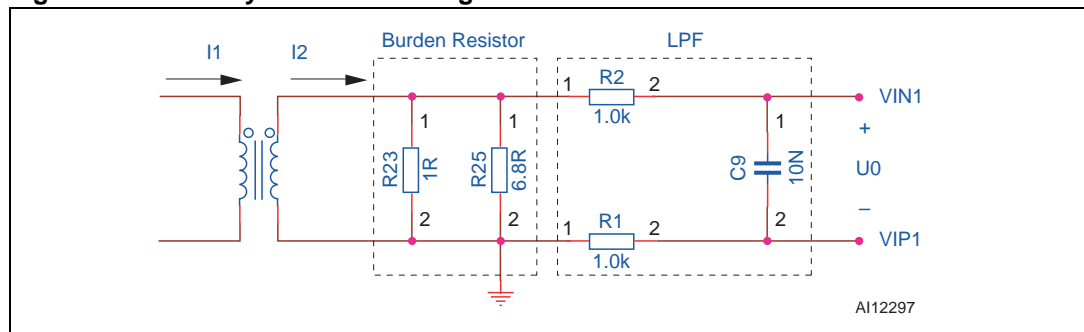 I1
I2
Burden Resistor
LPF
1
R2
2
VIN1
1.0k
1
1
1
+
R23
1R
R25
6.8R
C9
10N
U0
2
2
2
–
1
R1
2
VIP1
1.0k
AI12297